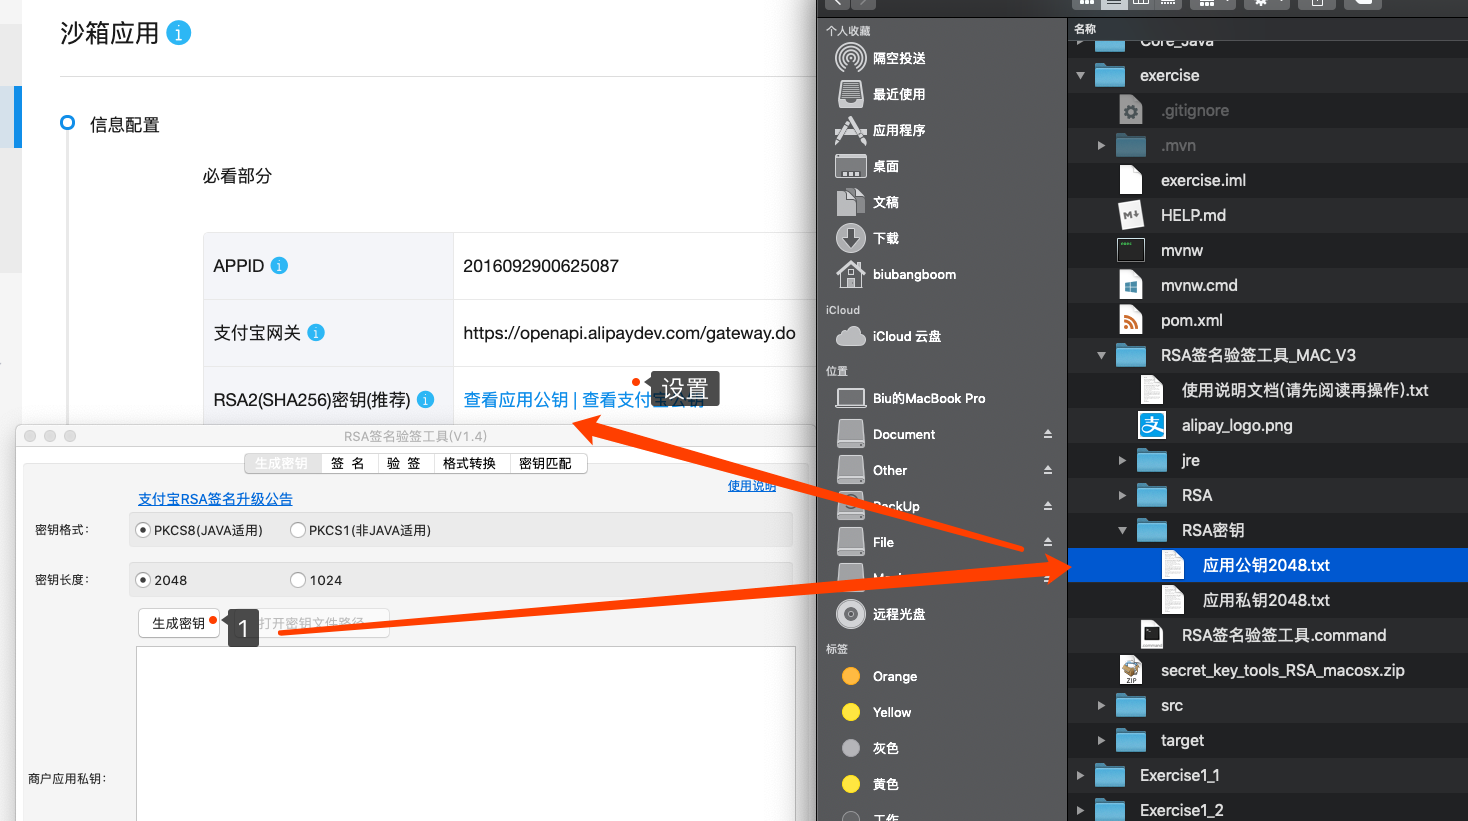 沙箱应用
信息配置
必看部分
APPID
2016092900625087
支付宝网关
https://openapi.alipaydev.com/gateway.do
RSA2(SHA256)密钥(推荐)
查看应用公钥 | 查看支付宝公钥
设置
RSA签名验签工具(V1.4)
生成密钥
签 名
验 签
格式转换
密钥匹配
使用说明
支付宝RSA签名升级公告
密钥格式:
PKCS8(JAVA适用)
PKCS1(非JAVA适用)
密钥长度:
2048
1024
生成密钥
1
打开密钥文件路径
商户应用私钥:
个人收藏
隔空投送
最近使用
应用程序
桌面
文稿
下载
biubangboom
iCloud
iCloud 云盘
位置
Biu的MacBook Pro
Document
Other
BackUp
File
远程光盘
标签
Orange
Yellow
灰色
黄色
工作
名称
Core_Java
exercise
.gitignore
.mvn
exercise.iml
HELP.md
mvnw
mvnw.cmd
pom.xml
RSA签名验签工具_MAC_V3
使用说明文档(请先阅读再操作).txt
alipay_logo.png
jre
RSA
RSA密钥
应用公钥2048.txt
应用私钥2048.txt
RSA签名验签工具.command
secret_key_tools_RSA_macosx.zip
src
target
Exercise1_1
Exercise1_2